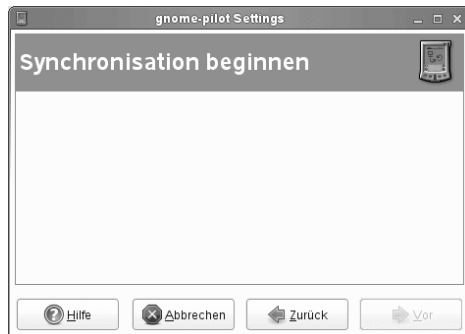 gnome-pilot Settings
Synchronisation beginnen
Hilfe
Abbrechen
Zurück
Vor